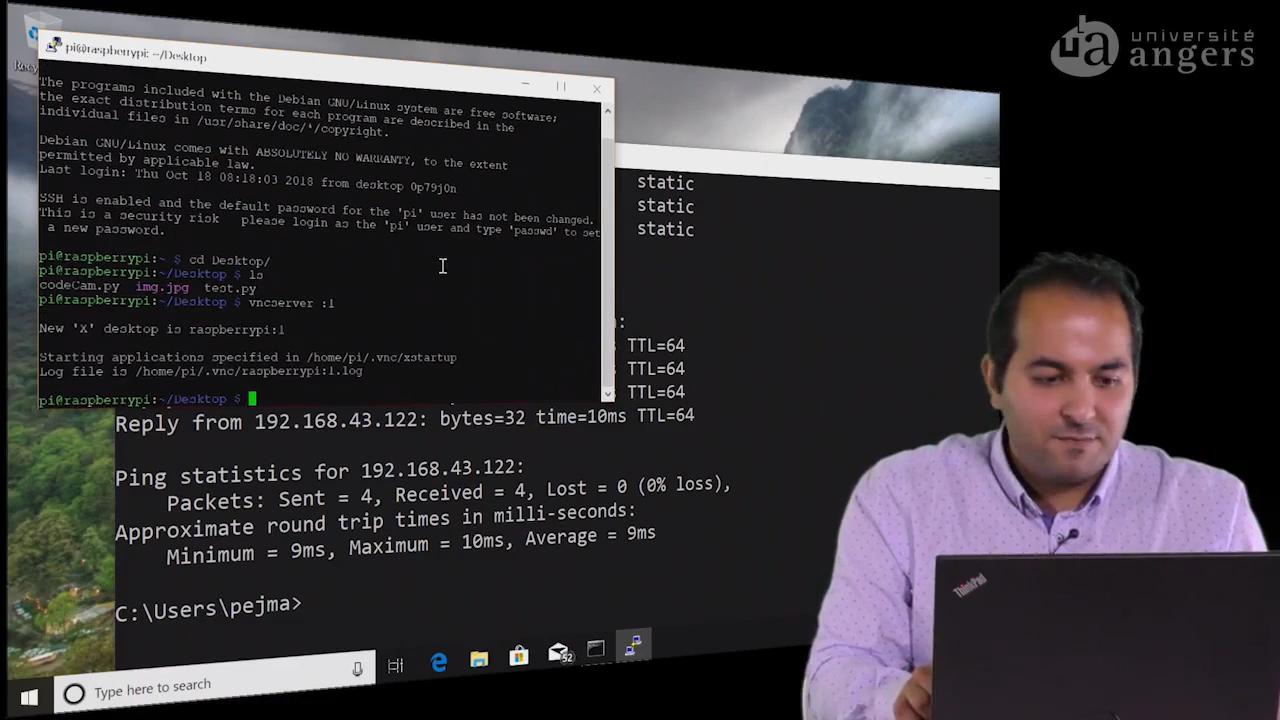 université
angers
pi@raspberrypi: ~/Desktop
The programs included with the Debian GNU/Linux system are free software;
the exact distribution terms for each program are described in the
individual files in /usr/share/doc/*/copyright.
Debian GNU/Linux comes with ABSOLUTELY NO WARRANTY, to the extent
permitted by applicable law.
Last login: Thu Oct 18 08:18:03 2018 from desktop 0p79j0n
SSH is enabled and the default password for the 'pi' user has not been changed.
This is a security risk please login as the 'pi' user and type 'passwd' to set
a new password.
pi@raspberrypi:~ $ cd Desktop/
pi@raspberrypi:~/Desktop $ ls
codeCam.py img.jpg test.py
pi@raspberrypi:~/Desktop $ vncserver :1
New 'X' desktop is raspberrypi:1
Starting applications specified in /home/pi/.vnc/xstartup
Log file is /home/pi/.vnc/raspberrypi:1.log
pi@raspberrypi:~/Desktop $
static
static
static
TTL=64
TTL=64
TTL=64
Reply from 192.168.43.122: bytes=32 time=10ms TTL=64
Ping statistics for 192.168.43.122:
Packets: Sent = 4, Received = 4, Lost = 0 (0% loss),
Approximate round trip times in milli-seconds:
Minimum = 9ms, Maximum = 10ms, Average = 9ms
C:\Users\pejma>
Type here to search
52
ThinkPad